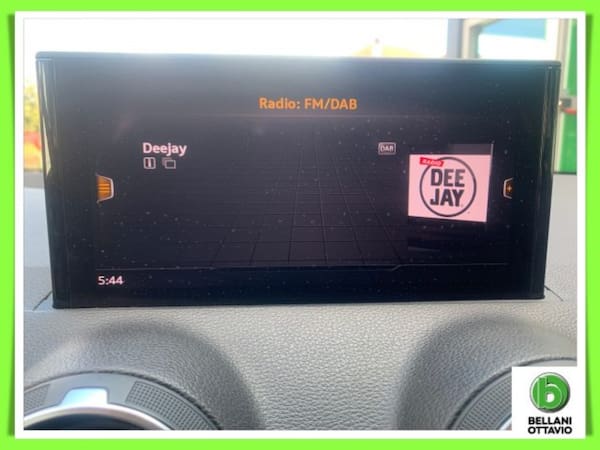 Radio: FM/DAB
Deejay
DAB
RADIO
DEE
JAY
5:44
BELLANI
OTTAVIO